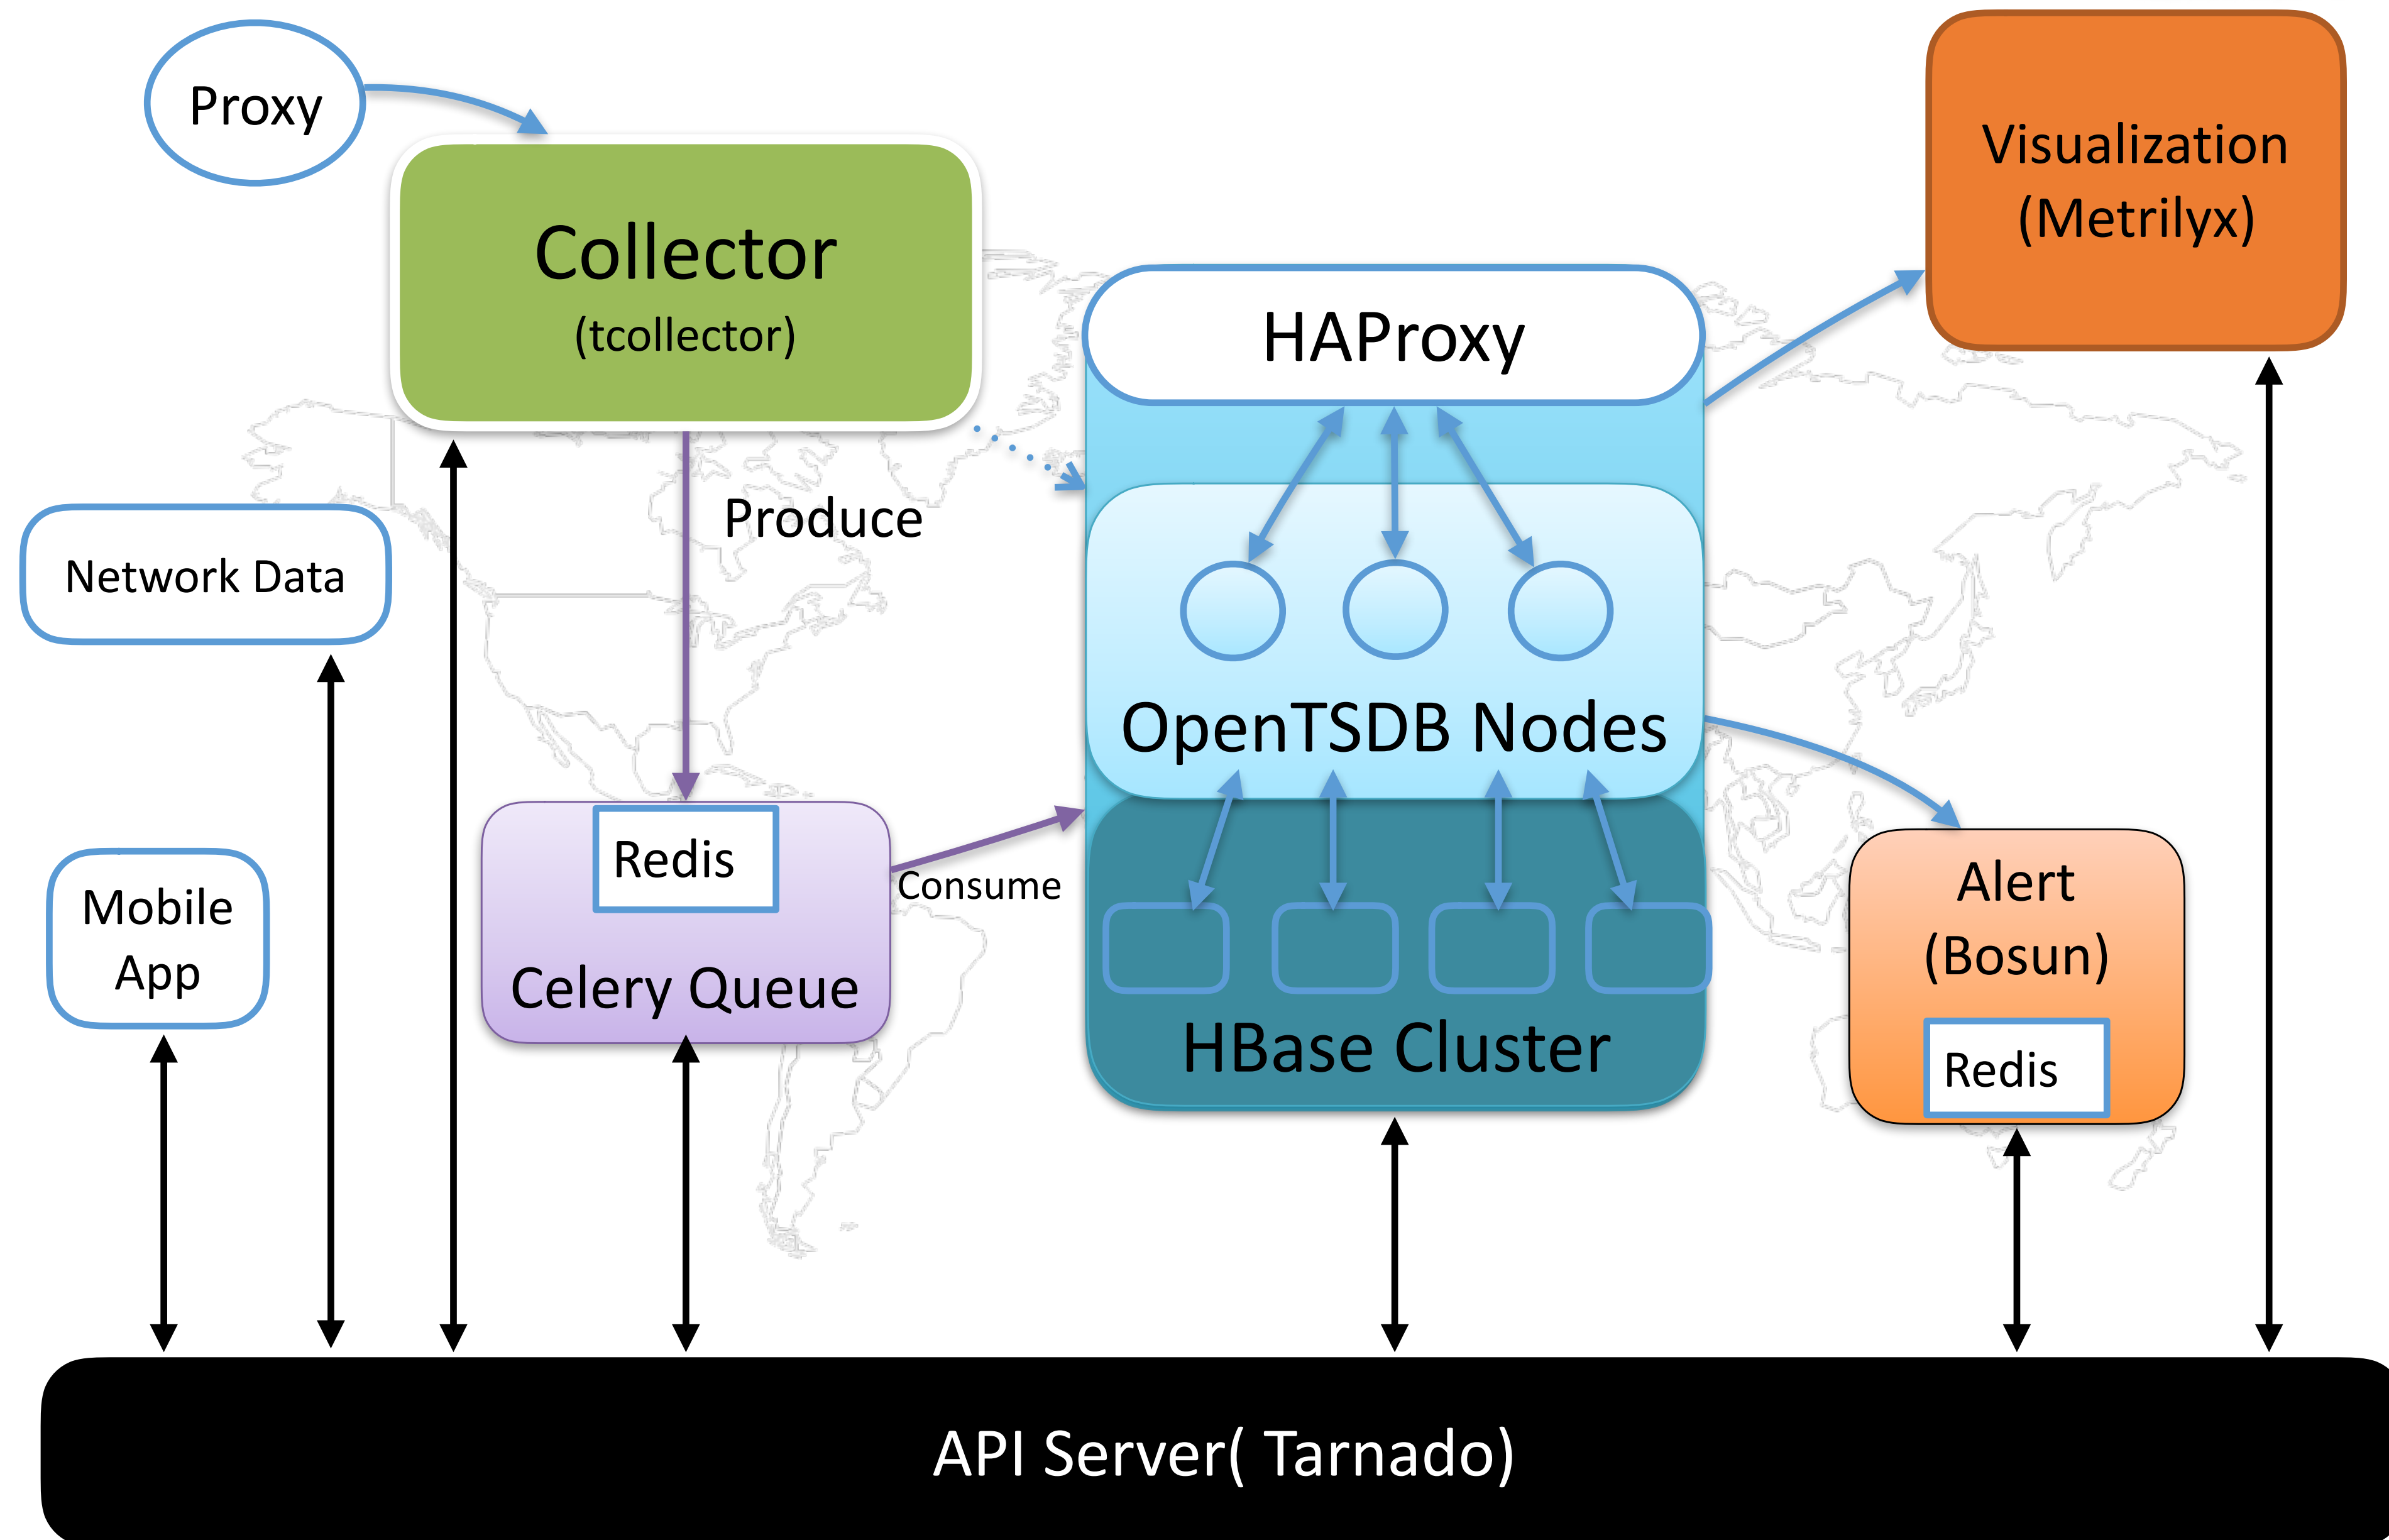 Proxy
Collector
(tcollector)
Visualization
(Metrilyx)
HAProxy
Produce
Network Data
OpenTSDB Nodes
Redis
Consume
Celery Queue
Mobile
App
HBase Cluster
Alert
(Bosun)
Redis
API Server( Tarnado)